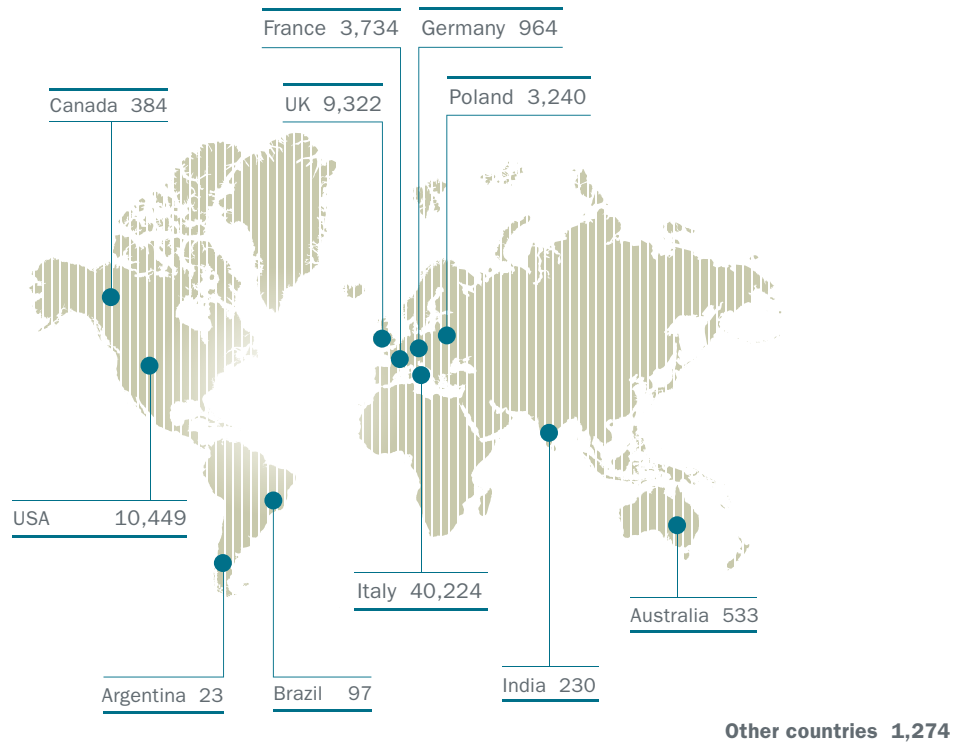 France 3,734
Germany 964
Canada 384
UK 9,322
Poland 3,240
USA 10,449
Italy 40,224
Australia 533
Argentina 23
Brazil 97
India 230
Other countries 1,274